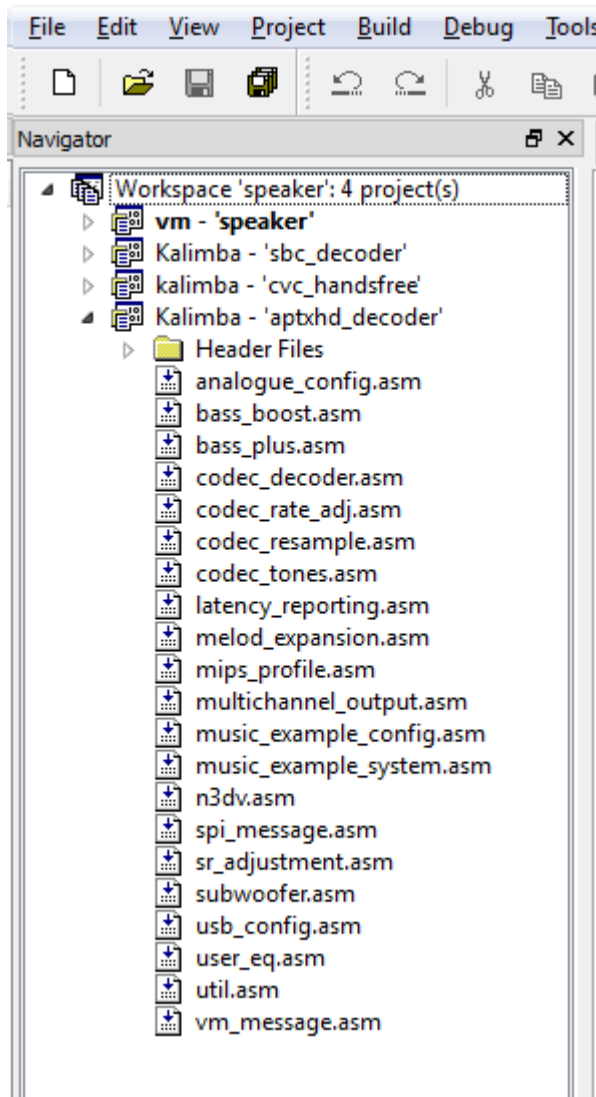 File Edit View Project Build Debug Tools
Navigator
Workspace 'speaker': 4 project(s)
vm - 'speaker'
Kalimba - 'sbc_decoder'
kalimba - 'cvc_handsfree'
Kalimba - 'aptxhd_decoder'
Header Files
analogue_config.asm
bass_boost.asm
bass_plus.asm
codec_decoder.asm
codec_rate_adj.asm
codec_resample.asm
codec_tones.asm
latency_reporting.asm
melod_expansion.asm
mips_profile.asm
multichannel_output.asm
music_example_config.asm
music_example_system.asm
n3dv.asm
spi_message.asm
sr_adjustment.asm
subwoofer.asm
usb_config.asm
user_eq.asm
util.asm
vm_message.asm